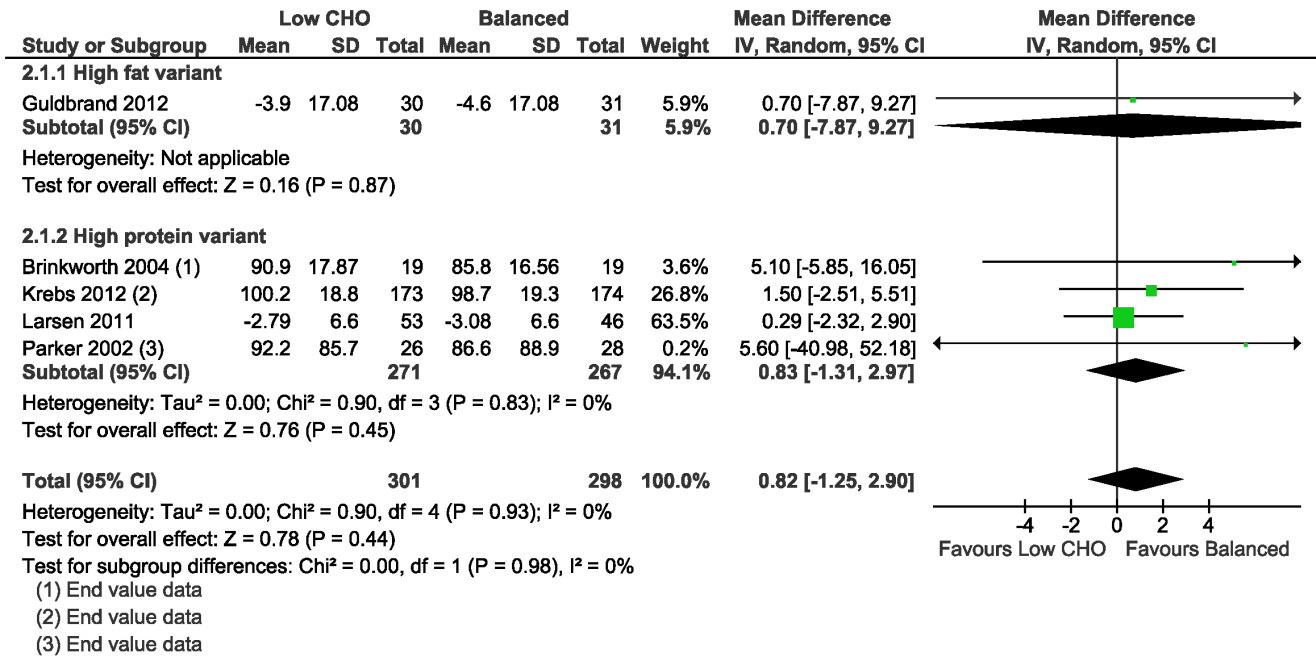 Low CHO Balanced Mean Difference Mean Difference
Study or Subgroup Mean SD Total Mean SD Total Weight IV, Random, 95% CI IV, Random, 95% CI
2.1.1 High fat variant
Guldbrand 2012 -3.9 17.08 30 -4.6 17.08 31 5.9% 0.70 [-7.87, 9.27]
Subtotal (95% CI) 30 31 5.9% 0.70 [-7.87, 9.27]
Heterogeneity: Not applicable
Test for overall effect: Z = 0.16 (P = 0.87)
2.1.2 High protein variant
Brinkworth 2004 (1) 90.9 17.87 19 85.8 16.56 19 3.6% 5.10 [-5.85, 16.05]
Krebs 2012 (2) 100.2 18.8 173 98.7 19.3 174 26.8% 1.50 [-2.51, 5.51]
Larsen 2011 -2.79 6.6 53 -3.08 6.6 46 63.5% 0.29 [-2.32, 2.90]
Parker 2002 (3) 92.2 85.7 26 86.6 88.9 28 0.2% 5.60 [-40.98, 52.18]
Subtotal (95% CI) 271 267 94.1% 0.83 [-1.31, 2.97]
Heterogeneity: Tau² = 0.00; Chi² = 0.90, df = 3 (P = 0.83); I² = 0%
Test for overall effect: Z = 0.76 (P = 0.45)
Total (95% CI) 301 298 100.0% 0.82 [-1.25, 2.90]
Heterogeneity: Tau² = 0.00; Chi² = 0.90, df = 4 (P = 0.93); I² = 0%
Test for overall effect: Z = 0.78 (P = 0.44)
Test for subgroup differences: Chi² = 0.00, df = 1 (P = 0.98), I² = 0%
-4 -2 0 2 4
Favours Low CHO Favours Balanced
(1) End value data
(2) End value data
(3) End value data